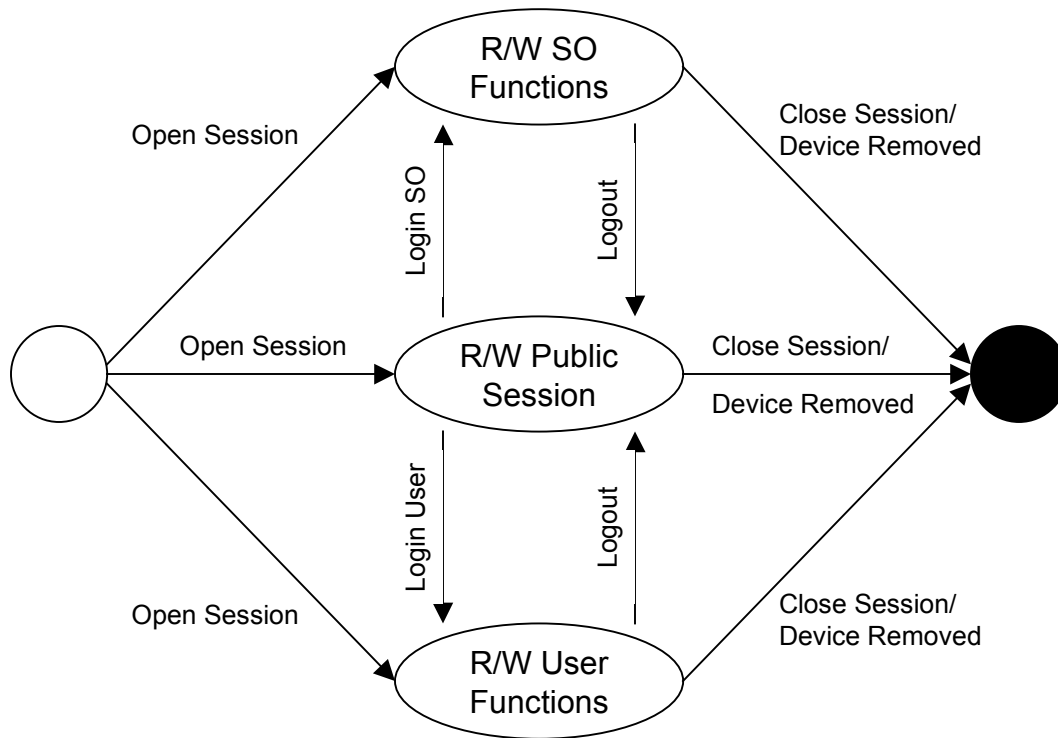 R/W SO
Functions
Open Session
Close Session/
Device Removed
Login SO
Logout
Open Session
R/W Public
Session
Close Session/
Device Removed
Login User
Logout
Open Session
Close Session/
Device Removed
R/W User
Functions